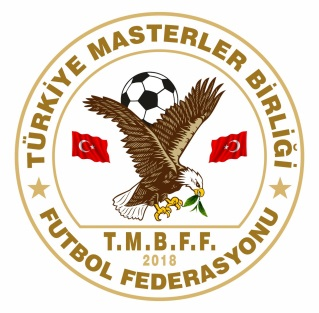 TÜRKİYE MASTERLER BİRLİĞİ
T.M.B.F.F.
2018
FUTBOL FEDERASYONU